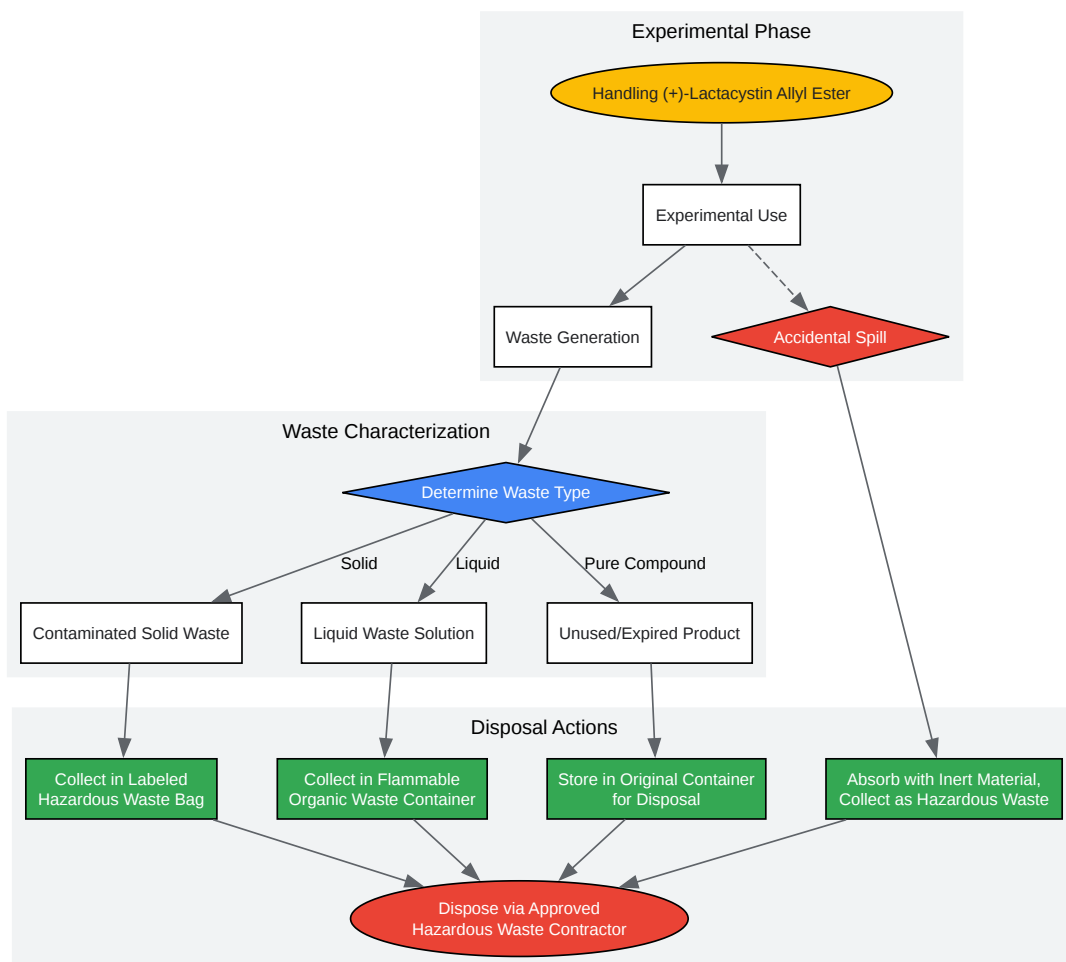 Experimental Phase
Handling (+)-Lactacystin Allyl Ester
Experimental Use
Waste Generation
Accidental Spill
Waste Characterization
Determine Waste Type
Solid
Liquid
Pure Compound
Contaminated Solid Waste
Liquid Waste Solution
Unused/Expired Product
Disposal Actions
Collect in Labeled
Hazardous Waste Bag
Collect in Flammable
Organic Waste Container
Store in Original Container
for Disposal
Absorb with Inert Material,
Collect as Hazardous Waste
Dispose via Approved
Hazardous Waste Contractor